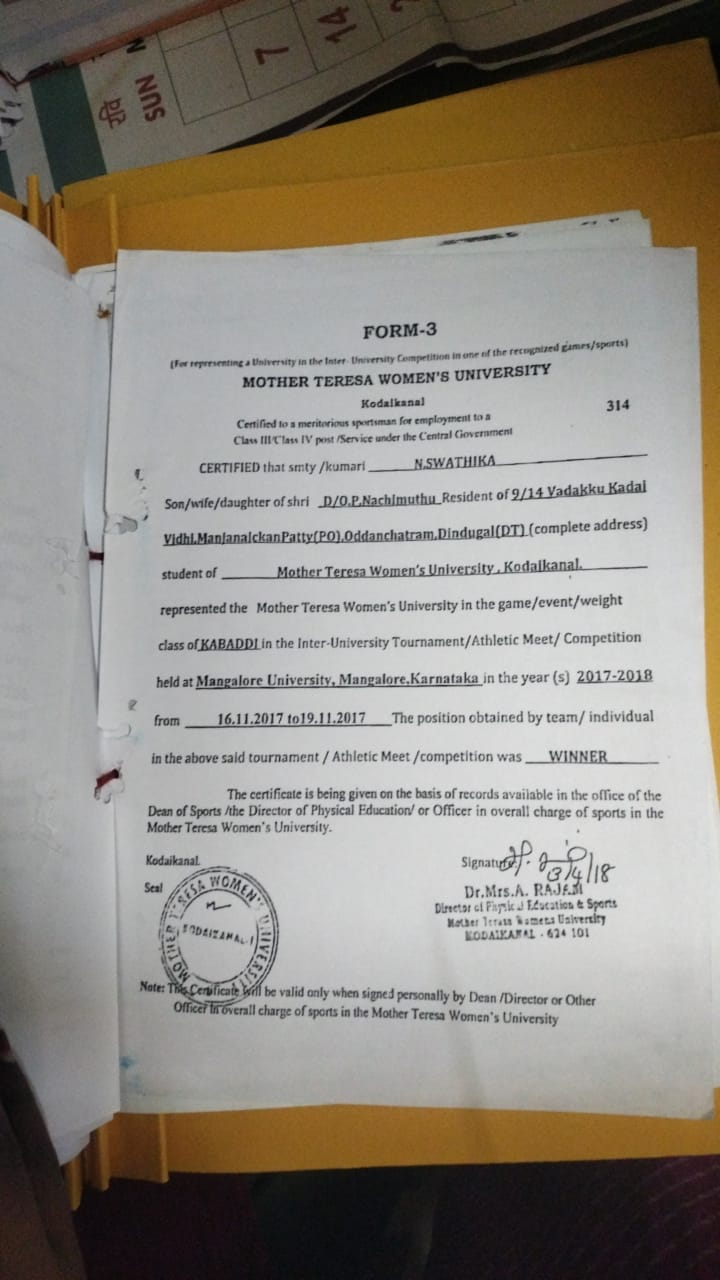 रवि
SUN
N
7
14
FORM-3
(For representing a University in the Inter- University Competition in one of the recognized games/sports)
MOTHER TERESA WOMEN'S UNIVERSITY
Kodaikanal
314
Certified to a meritorious sportsman for employment to a
Class III/Class IV post /Service under the Central Government
CERTIFIED that smty /kumari N.SWATHIKA
Son/wife/daughter of shri D/O.P.Nachimuthu Resident of 9/14 Vadakku Kadai
Vidhi,ManjanaickanPatty(PO),Oddanchatram,Dindugal(DT) (complete address)
student of Mother Teresa Women's University , Kodaikanal.
represented the Mother Teresa Women's University in the game/event/weight
class of KABADDI in the Inter-University Tournament/Athletic Meet/ Competition
held at Mangalore University, Mangalore,Karnataka in the year (s) 2017-2018
from 16.11.2017 to19.11.2017 The position obtained by team/ individual
in the above said tournament / Athletic Meet /competition was WINNER
The certificate is being given on the basis of records available in the office of the
Dean of Sports /the Director of Physical Education/ or Officer in overall charge of sports in the
Mother Teresa Women's University.
Kodaikanal.
Seal
MOTHER TERESA WOMEN'S UNIVERSITY
KODAIKANAL-1
Signature
3/4/18
Dr.Mrs.A. RAJAM
Director of Physical Education & Sports
Mother Teresa Womens University
KODAIKANAL - 624 101
Note: This Certificate will be valid only when signed personally by Dean /Director or Other
Officer in overall charge of sports in the Mother Teresa Women's University